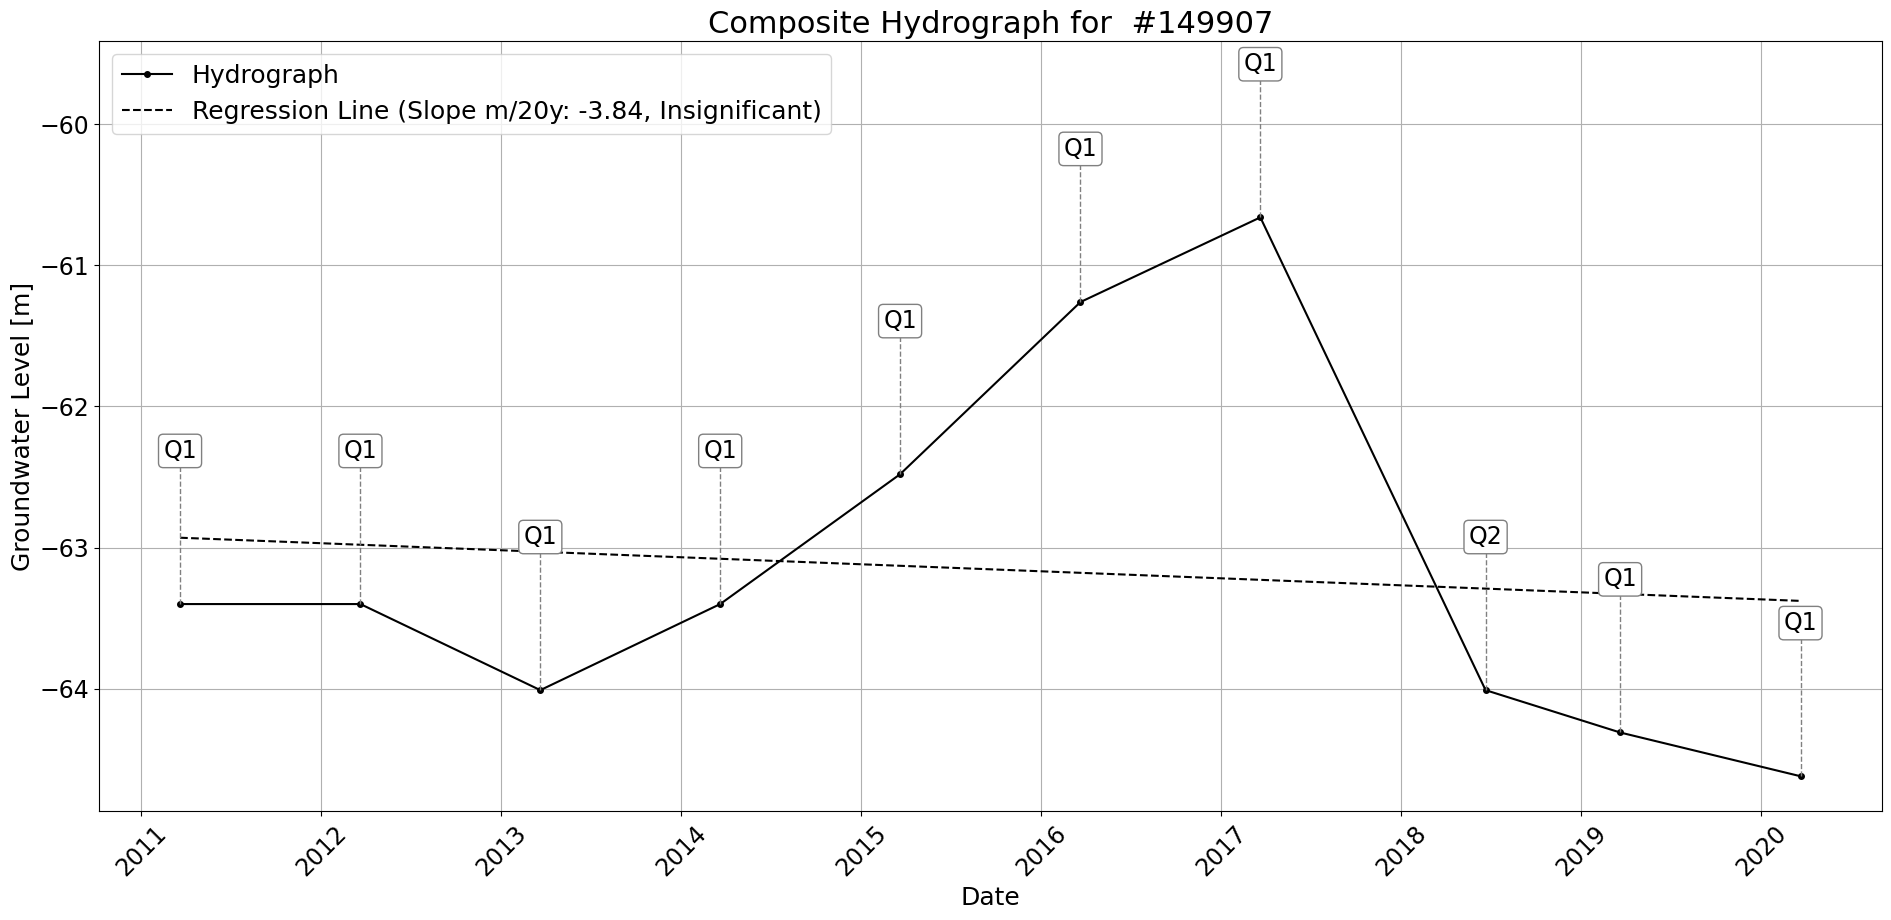 Composite Hydrograph for  #149907
Hydrograph
Regression Line (Slope m/20y: -3.84, Insignificant)
Groundwater Level [m]
−60
−61
−62
−63
−64
Q1
Q1
Q1
Q1
Q1
Q1
Q1
Q2
Q1
Q1
2011
2012
2013
2014
2015
2016
2017
2018
2019
2020
Date